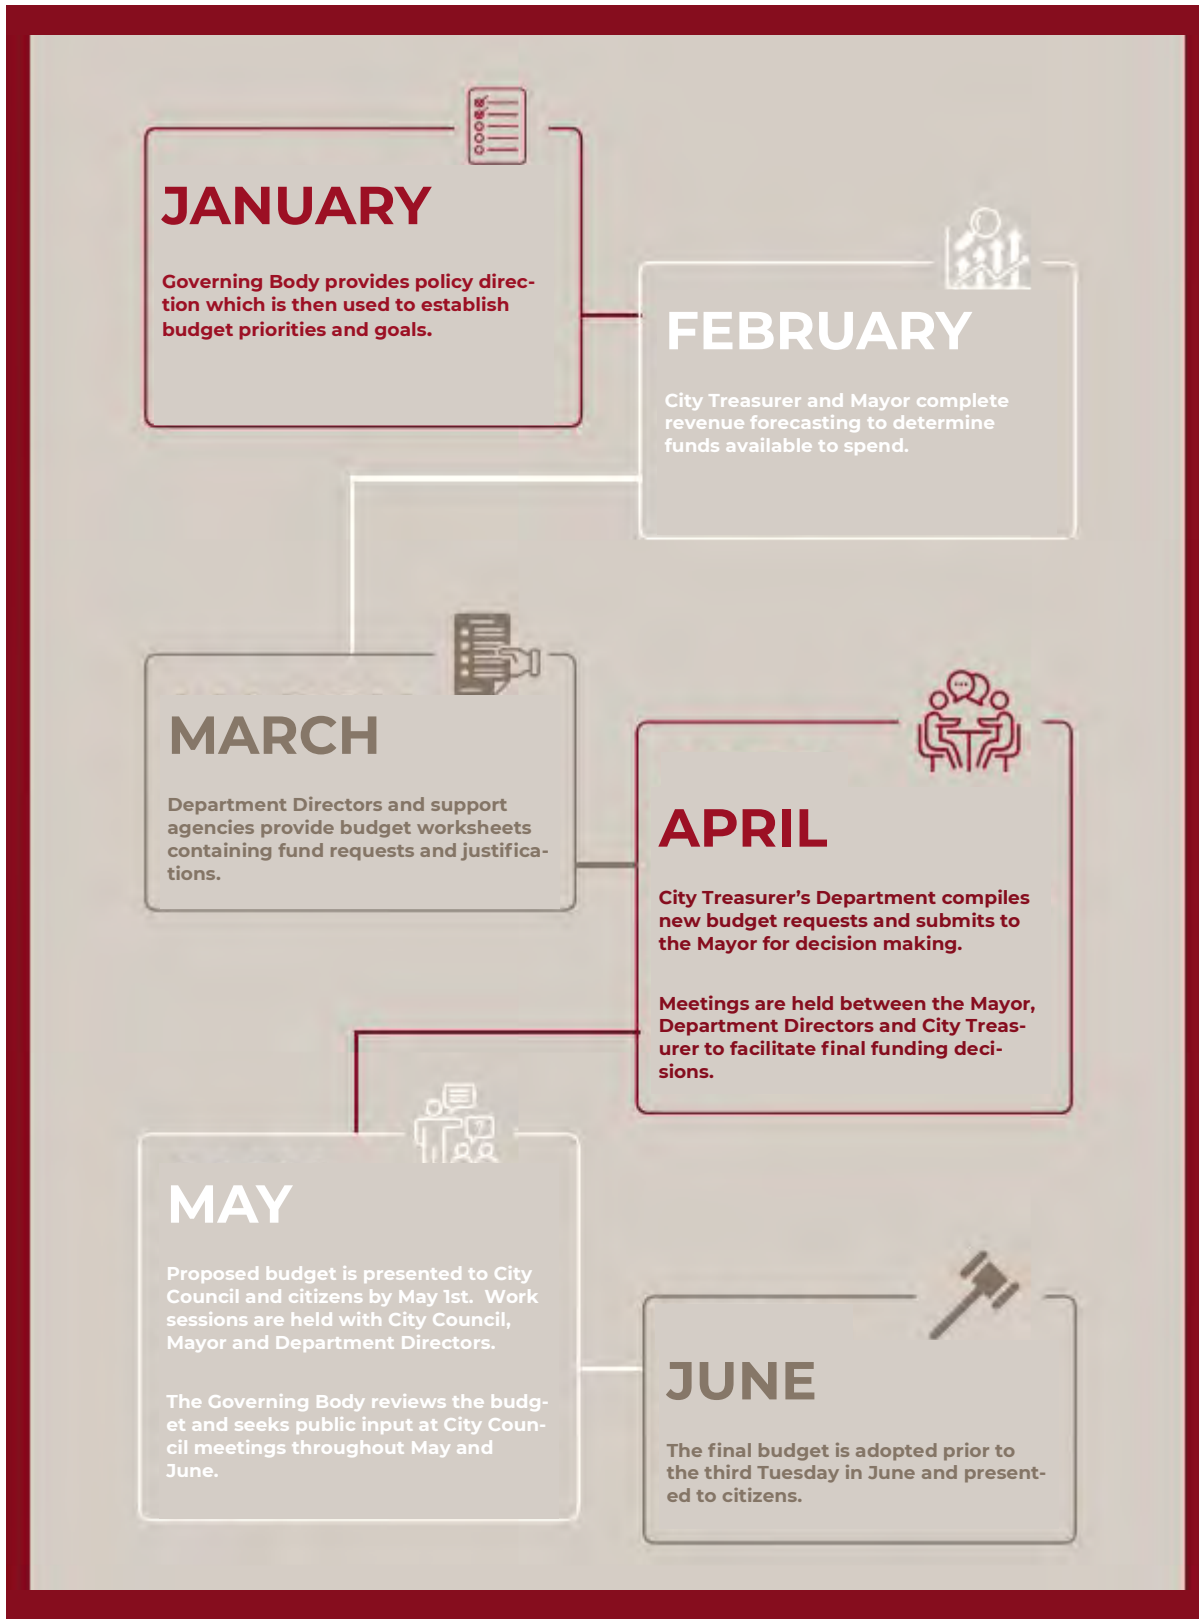 JANUARY
Governing Body provides policy direc-
tion which is then used to establish
budget priorities and goals.
FEBRUARY
City Treasurer and Mayor complete
revenue forecasting to determine
funds available to spend.
MARCH
Department Directors and support
agencies provide budget worksheets
containing fund requests and justifica-
tions.
APRIL
City Treasurer’s Department compiles
new budget requests and submits to
the Mayor for decision making.
Meetings are held between the Mayor,
Department Directors and City Treas-
urer to facilitate final funding deci-
sions.
MAY
Proposed budget is presented to City
Council and citizens by May 1st.  Work
sessions are held with City Council,
Mayor and Department Directors.
The Governing Body reviews the budg-
et and seeks public input at City Coun-
cil meetings throughout May and
June.
?
JUNE
The final budget is adopted prior to
the third Tuesday in June and present-
ed to citizens.